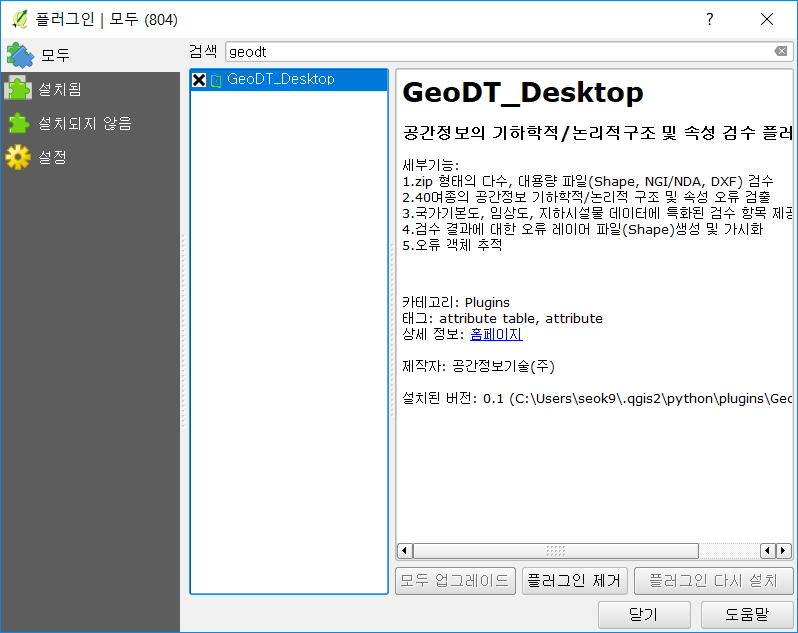 플러그인 | 모두 (804)
?
모두
설치됨
설치되지 않음
설정
검색 geodt
GeoDT_Desktop
GeoDT_Desktop
공간정보의 기하학적/논리적구조 및 속성 검수 플러
세부기능:
1.zip 형태의 다수, 대용량 파일(Shape, NGI/NDA, DXF) 검수
2.40여종의 공간정보 기하학적/논리적 구조 및 속성 오류 검출
3.국가기본도, 임상도, 지하시설물 데이터에 특화된 검수 항목 제공
4.검수 결과에 대한 오류 레이어 파일(Shape)생성 및 가시화
5.오류 객체 추적
카테고리: Plugins
태그: attribute table, attribute
상세 정보: 홈페이지
제작자: 공간정보기술(주)
설치된 버전: 0.1 (C:\Users\seok9\.qgis2\python\plugins\Geo
모두 업그레이드 플러그인 제거 플러그인 다시 설치
닫기 도움말